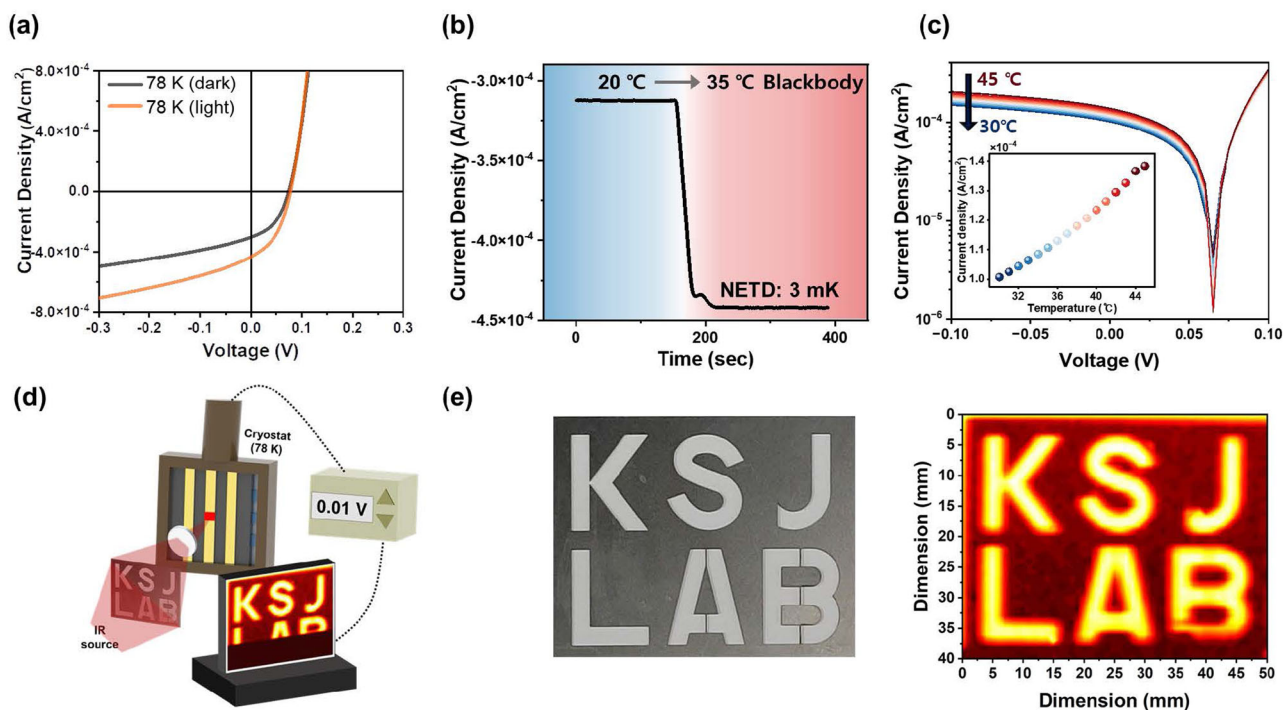 (a)
8.0×10⁻⁴
4.0×10⁻⁴
0.0
-4.0×10⁻⁴
-8.0×10⁻⁴
Current Density (A/cm²)
78 K (dark)
78 K (light)
-0.3 -0.2 -0.1 0.0 0.1 0.2 0.3
Voltage (V)
(b)
-3.0×10⁻⁴
-3.5×10⁻⁴
-4.0×10⁻⁴
-4.5×10⁻⁴
Current Density (A/cm²)
20 ℃ → 35 ℃ Blackbody
NETD: 3 mK
0 200 400
Time (sec)
(c)
10⁻⁴
10⁻⁵
10⁻⁶
Current Density (A/cm²)
45 ℃
30℃
×10⁻⁴
1.4
1.3
1.2
1.1
1.0
Current density (A/cm²)
32 36 40 44
Temperature (℃)
−0.10 −0.05 0.00 0.05 0.10
Voltage (V)
(d)
Cryostat
(78 K)
0.01 V
KSJ
LAB
IR
source
KSJ
LAB
(e)
KSJ
LAB
0
5
10
15
20
25
30
35
40
Dimension (mm)
KSJ
LAB
0 5 10 15 20 25 30 35 40 45 50
Dimension (mm)